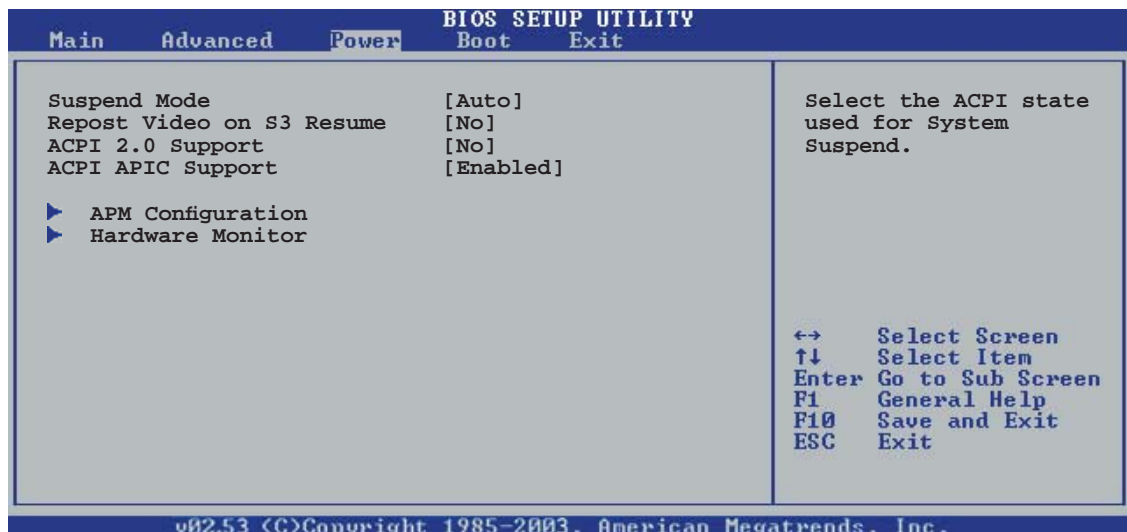 BIOS SETUP UTILITY
Main Advanced Power Boot Exit
Suspend Mode [Auto]
Repost Video on S3 Resume [No]
ACPI 2.0 Support [No]
ACPI APIC Support [Enabled]
APM Configuration
Hardware Monitor
Select the ACPI state
used for System
Suspend.
←→ Select Screen
↑↓ Select Item
Enter Go to Sub Screen
F1 General Help
F10 Save and Exit
ESC Exit
v02.53 (C)Copyright 1985-2003, American Megatrends, Inc.